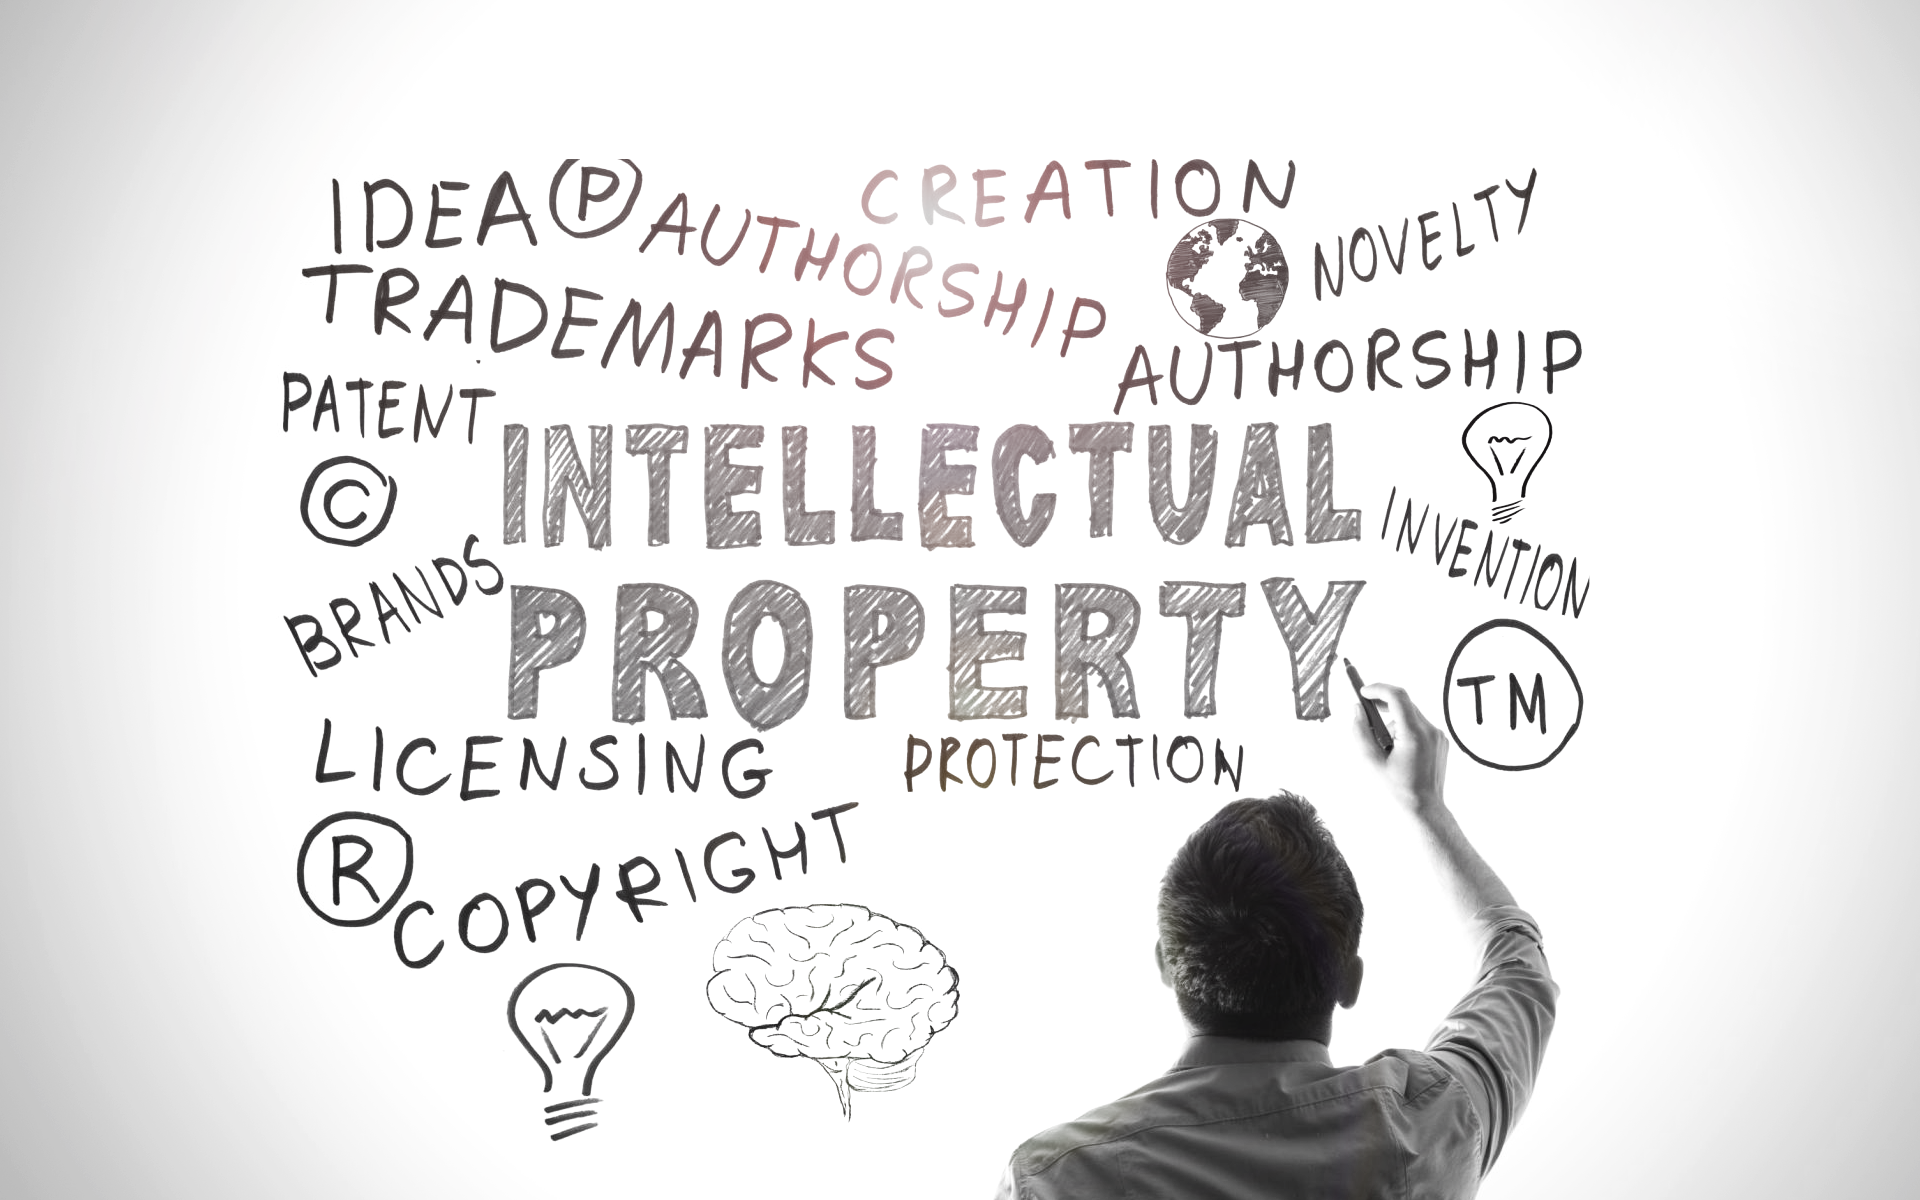 IDEA Ⓟ
AUTHORSHIP
CREATION
NOVELTY
TRADEMARKS
AUTHORSHIP
PATENT
INTELLECTUAL
©
INVENTION
BRANDS
PROPERTY
TM
LICENSING
PROTECTION
®
COPYRIGHT